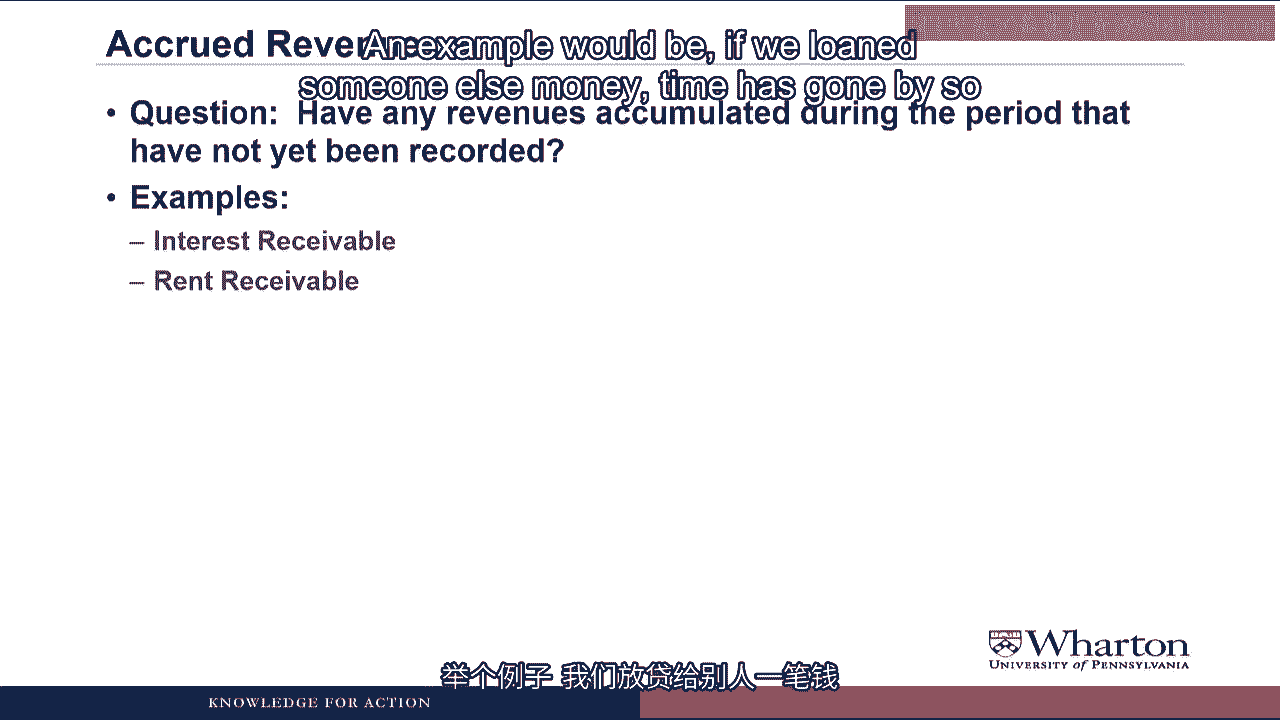 Accrued Revenue
An example would be, if we loaned
someone else money, time has gone by so
• Question: Have any revenues accumulated during the period that
have not yet been recorded?
• Examples:
– Interest Receivable
– Rent Receivable
Wharton
UNIVERSITY of PENNSYLVANIA
举个例子 我们放贷给别人一笔钱
KNOWLEDGE FOR ACTION